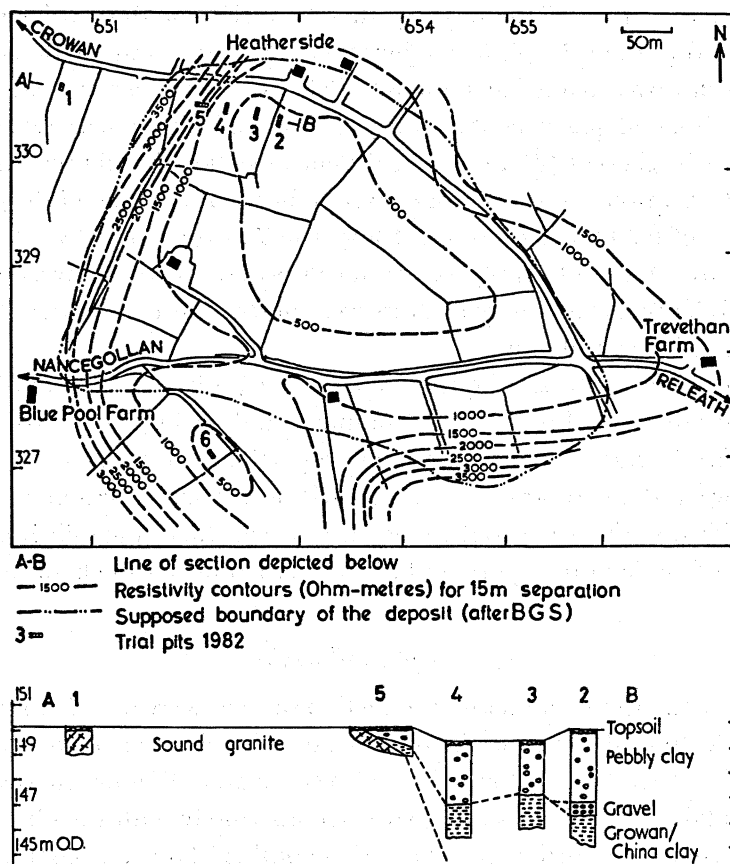 651 654 655 50m N
CROWAN
Heatherside
A
1
5 4 3 2 B
3500
3000
2500
2000
1500
1000
330
500
1500
1000
329
500
Trevethan
Farm
NANCEGOLLAN
RELEATH
Blue Pool Farm
1000
1500
2000
2500
3000
3500
6
1000
500
327
1500
2000
2500
3000
A-B Line of section depicted below
1500 Resistivity contours (Ohm-metres) for 15m separation
Supposed boundary of the deposit (after BGS)
3= Trial pits 1982
151 A 1 5 4 3 2 B
Topsoil
149 Sound granite Pebbly clay
147
Gravel
Growan/
China clay
145m O.D.